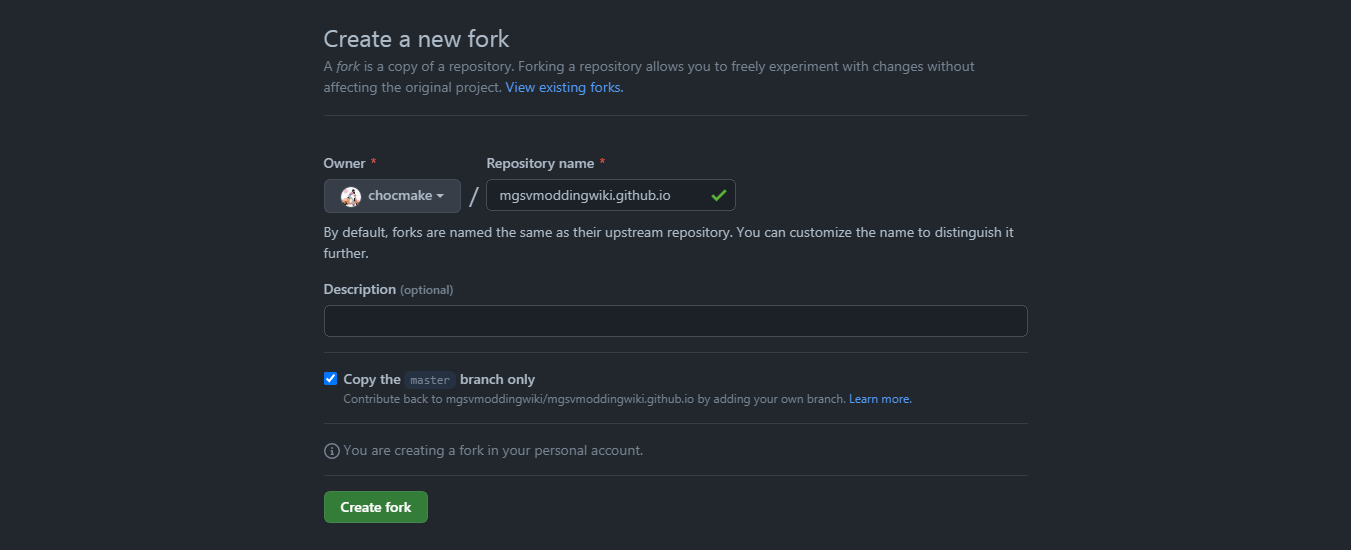 Create a new fork
A fork is a copy of a repository. Forking a repository allows you to freely experiment with changes without
affecting the original project. View existing forks.
Owner * Repository name *
chocmake / mgsvmoddingwiki.github.io
By default, forks are named the same as their upstream repository. You can customize the name to distinguish it
further.
Description (optional)
Copy the master branch only
Contribute back to mgsvmoddingwiki/mgsvmoddingwiki.github.io by adding your own branch. Learn more.
You are creating a fork in your personal account.
Create fork